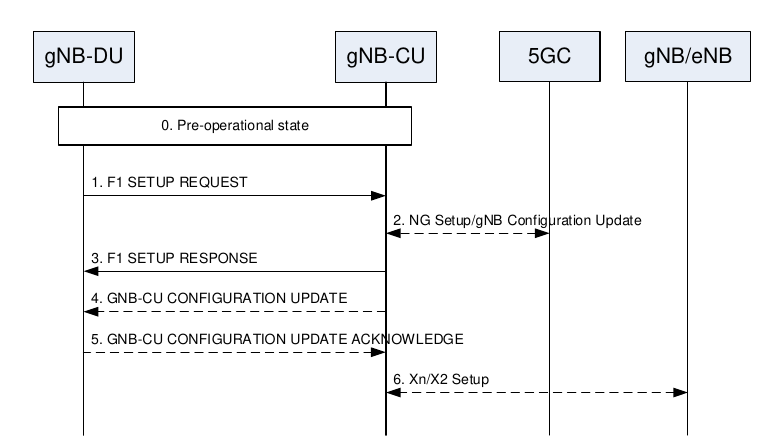 gNB-DU
gNB-CU
5GC
gNB/eNB
0. Pre-operational state
1. F1 SETUP REQUEST
2. NG Setup/gNB Configuration Update
3. F1 SETUP RESPONSE
4. GNB-CU CONFIGURATION UPDATE
5. GNB-CU CONFIGURATION UPDATE ACKNOWLEDGE
6. Xn/X2 Setup